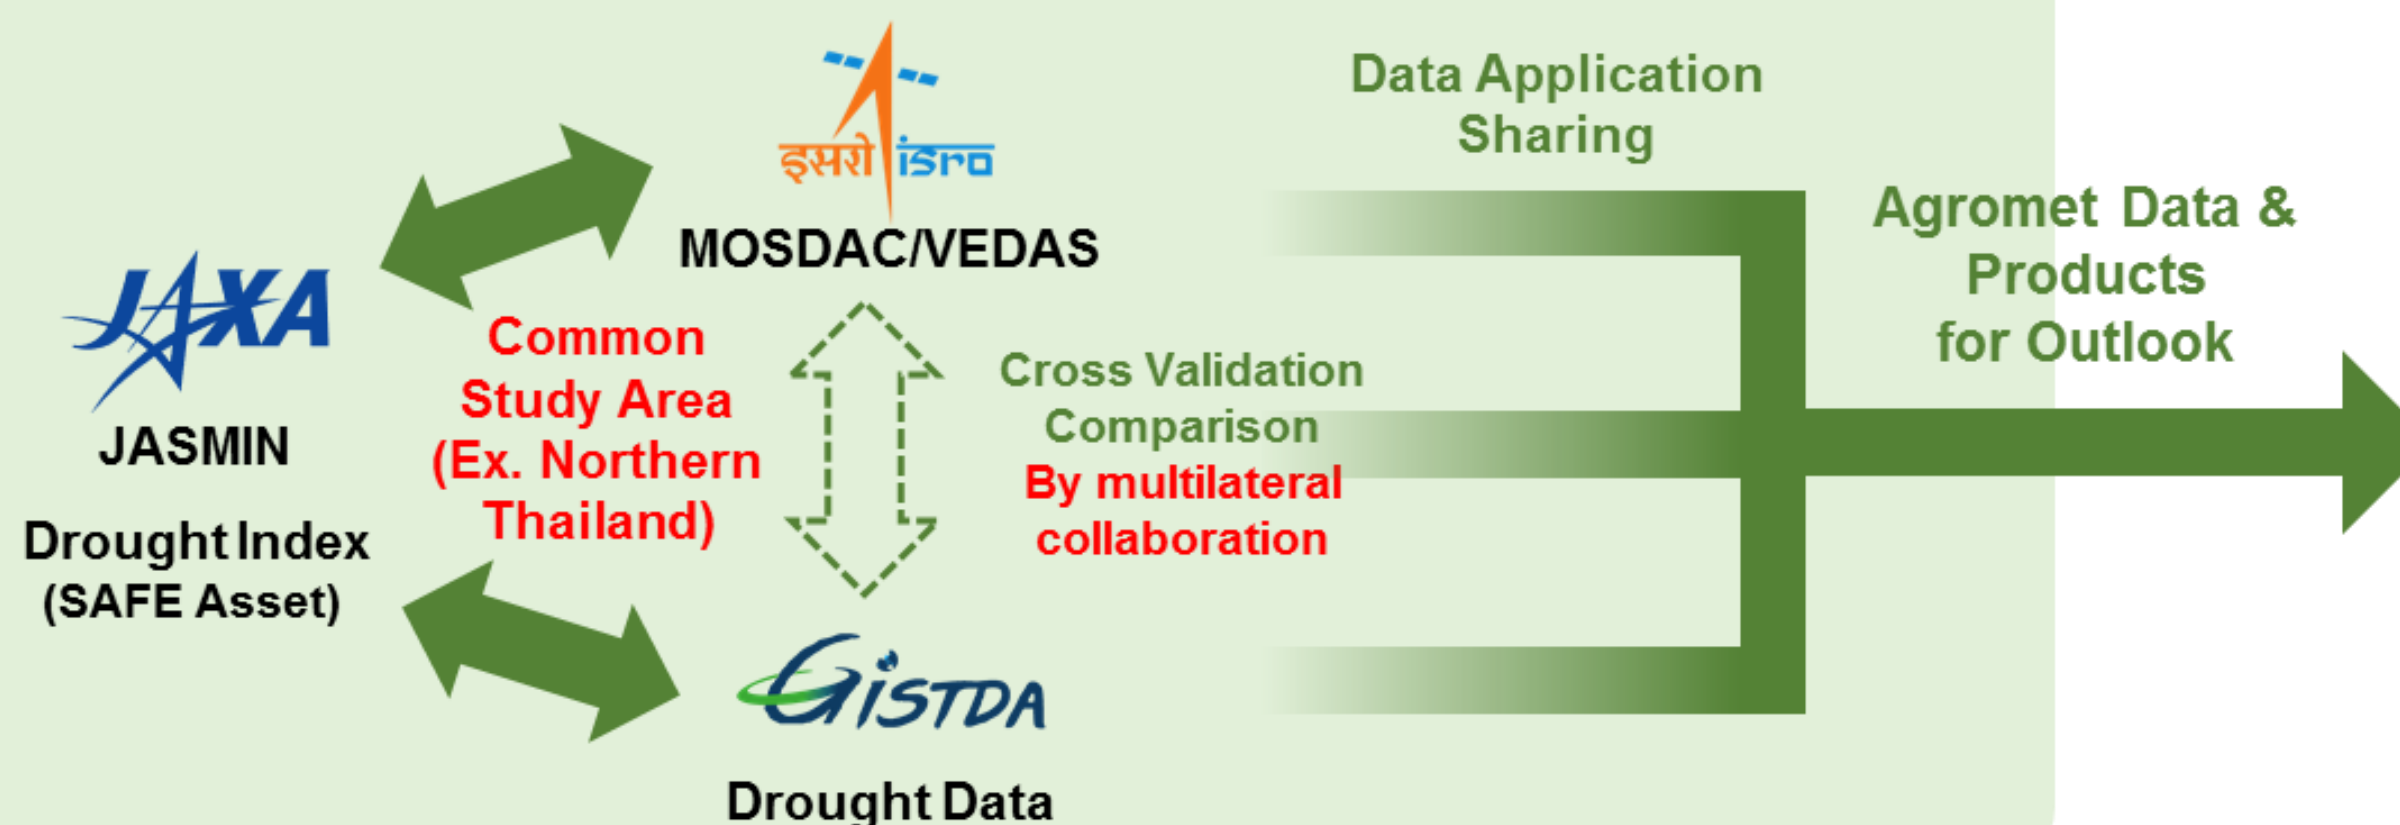 इसरो isro
MOSDAC/VEDAS
JAXA
JASMIN
Drought Index
(SAFE Asset)
Common
Study Area
(Ex. Northern
Thailand)
Cross Validation
Comparison
By multilateral
collaboration
GISTDA
Drought Data
Data Application
Sharing
Agromet Data &
Products
for Outlook